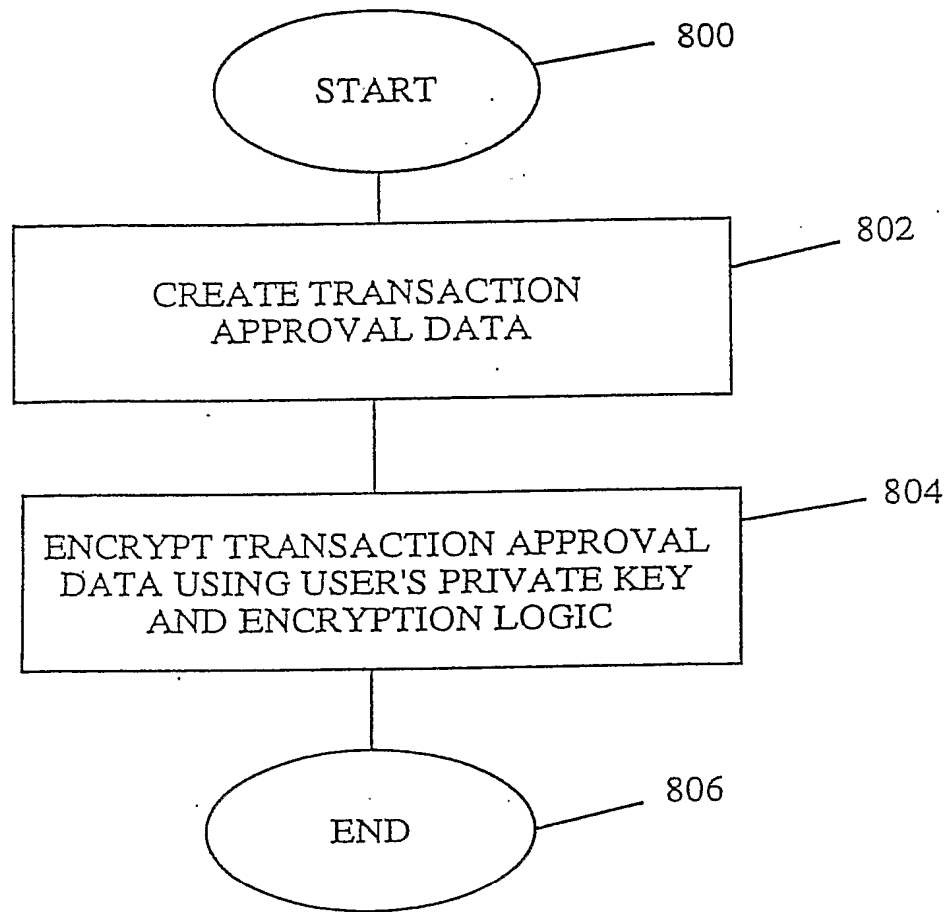 START
800
802
CREATE TRANSACTION
APPROVAL DATA
804
ENCRYPT TRANSACTION APPROVAL
DATA USING USER'S PRIVATE KEY
AND ENCRYPTION LOGIC
806
END